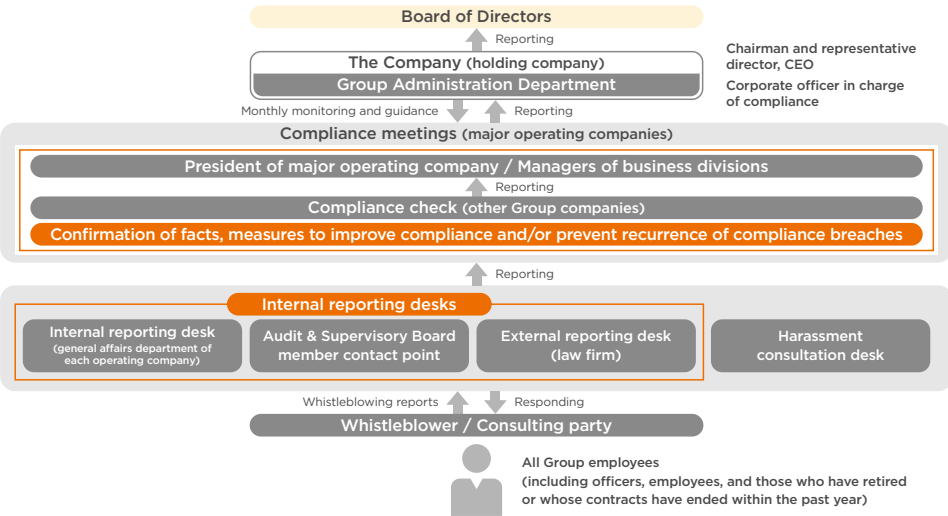 Board of Directors
Reporting
The Company (holding company)
Group Administration Department
Chairman and representative
director, CEO
Corporate officer in charge
of compliance
Monthly monitoring and guidance
Reporting
Compliance meetings (major operating companies)
President of major operating company / Managers of business divisions
Reporting
Compliance check (other Group companies)
Confirmation of facts, measures to improve compliance and/or prevent recurrence of compliance breaches
Reporting
Internal reporting desks
Internal reporting desk
(general affairs department of
each operating company)
Audit & Supervisory Board
member contact point
External reporting desk
(law firm)
Harassment
consultation desk
Whistleblowing reports
Responding
Whistleblower / Consulting party
All Group employees
(including officers, employees, and those who have retired
or whose contracts have ended within the past year)